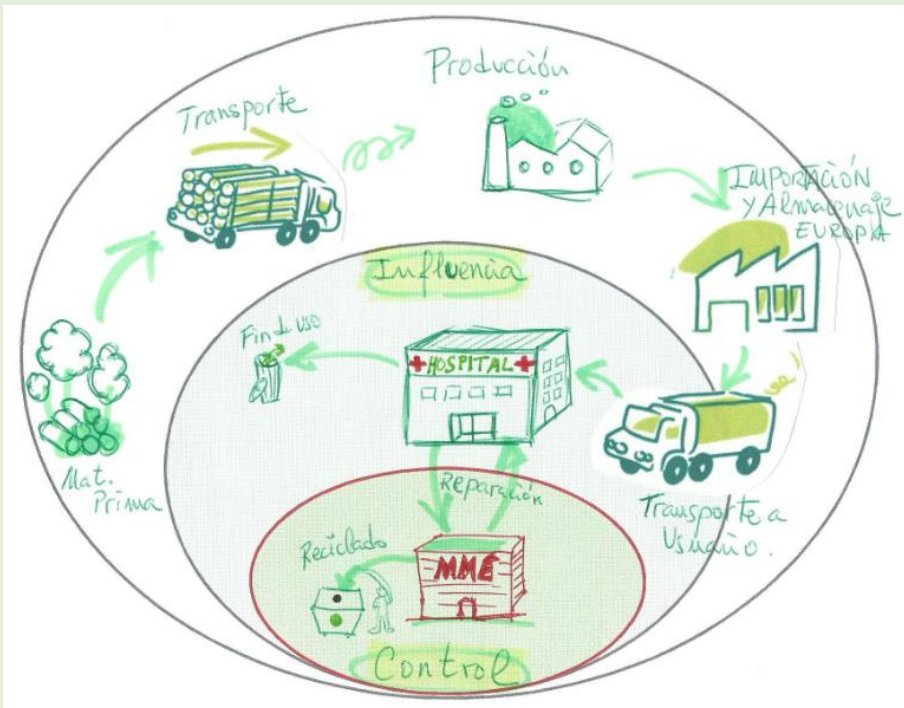 Producción
Transporte
IMPORTACIÓN
Y Almacenaje
EUROPA
Influencia
Fin de uso
HOSPITAL
Mat.
Prima
Reparación
Transporte a
Usuario.
Reciclado
MME
Control